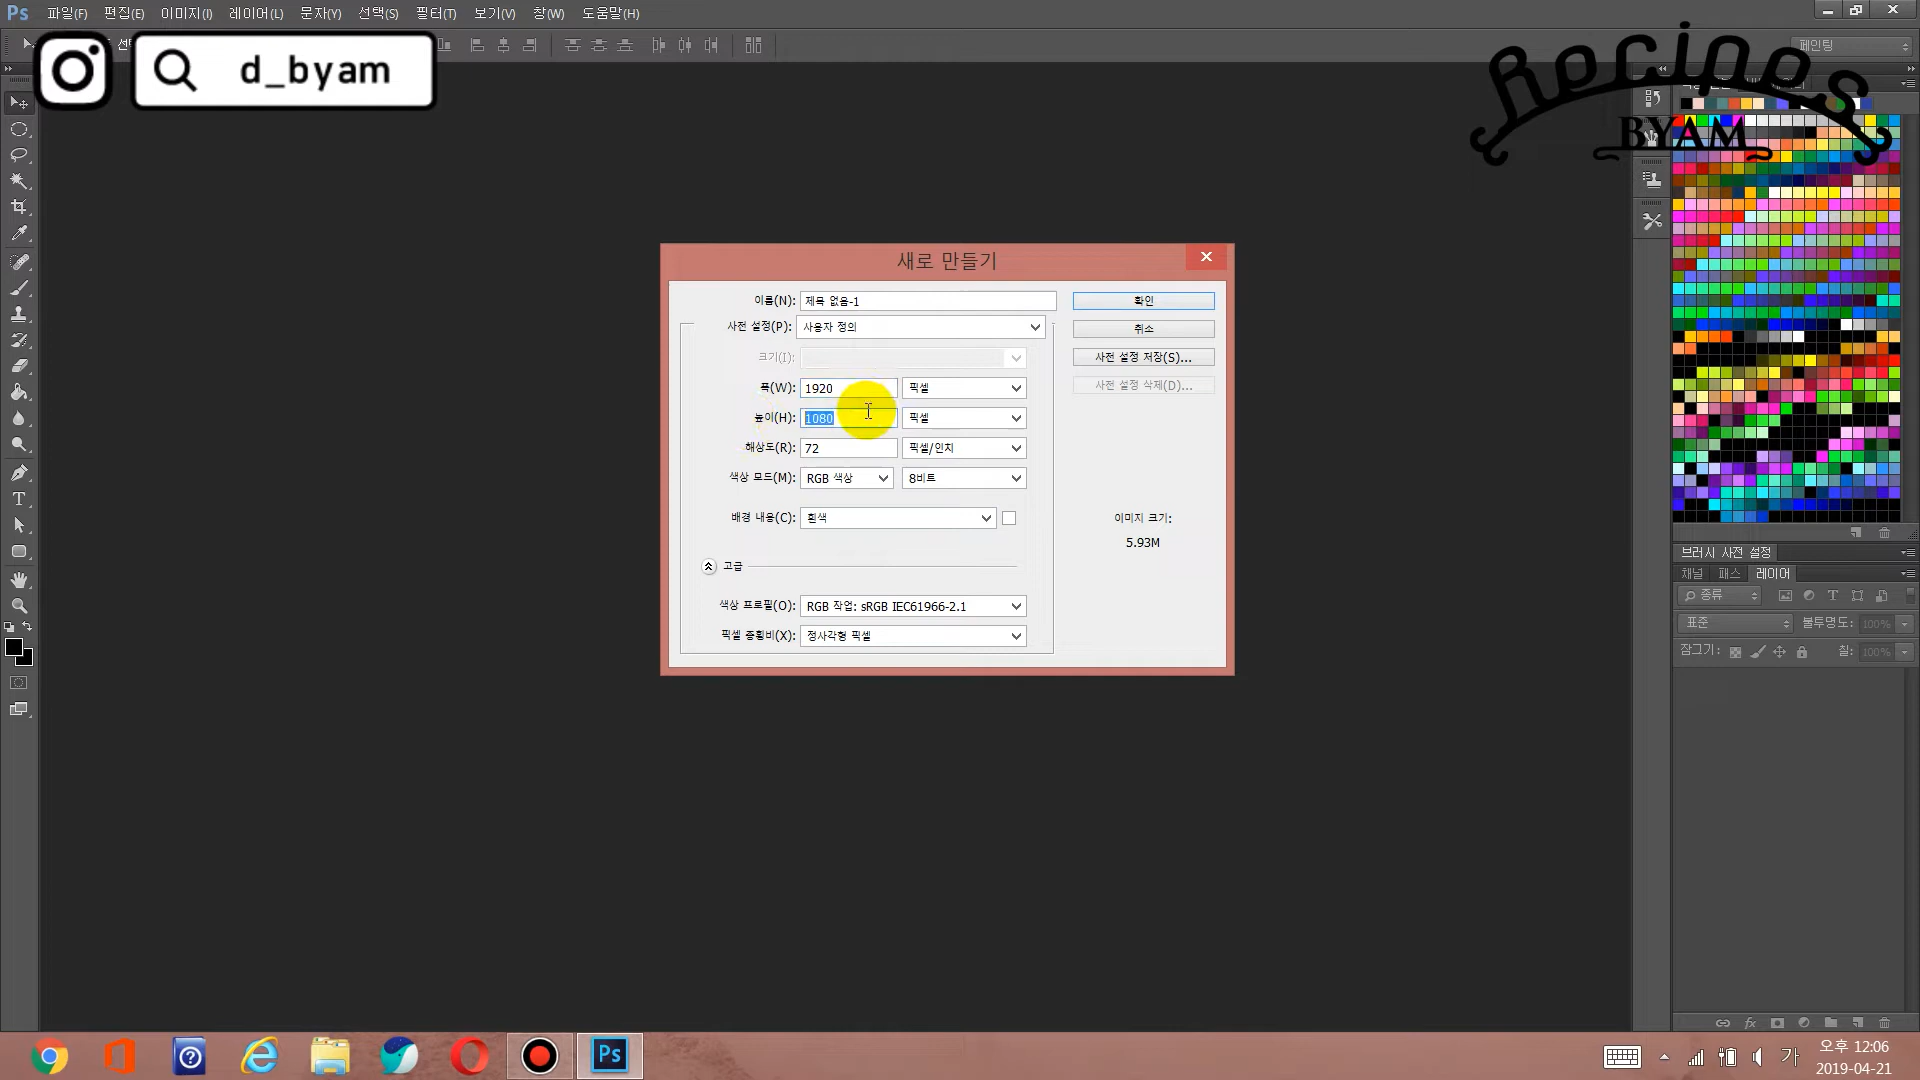 Ps 파일(F) 편집(E) 이미지(I) 레이어(L) 문자(Y) 선택(S) 필터(T) 보기(V) 창(W) 도움말(H)
d_byam
페인팅
Recipes
BYAM
새로 만들기
이름(N): 제목 없음-1 확인
사전 설정(P): 사용자 정의 취소
크기(I): 사전 설정 저장(S)...
폭(W): 1920 픽셀 사전 설정 삭제(D)...
높이(H): 1080 픽셀
해상도(R): 72 픽셀/인치
색상 모드(M): RGB 색상 8비트
배경 내용(C): 흰색 이미지 크기:
5.93M
고급
색상 프로필(O): RGB 작업: sRGB IEC61966-2.1
픽셀 종횡비(X): 정사각형 픽셀
브러시 사전 설정
채널 패스 레이어
종류
표준 불투명도: 100%
잠그기: 칠: 100%
fx
Ps
가
오후 12:06
2019-04-21